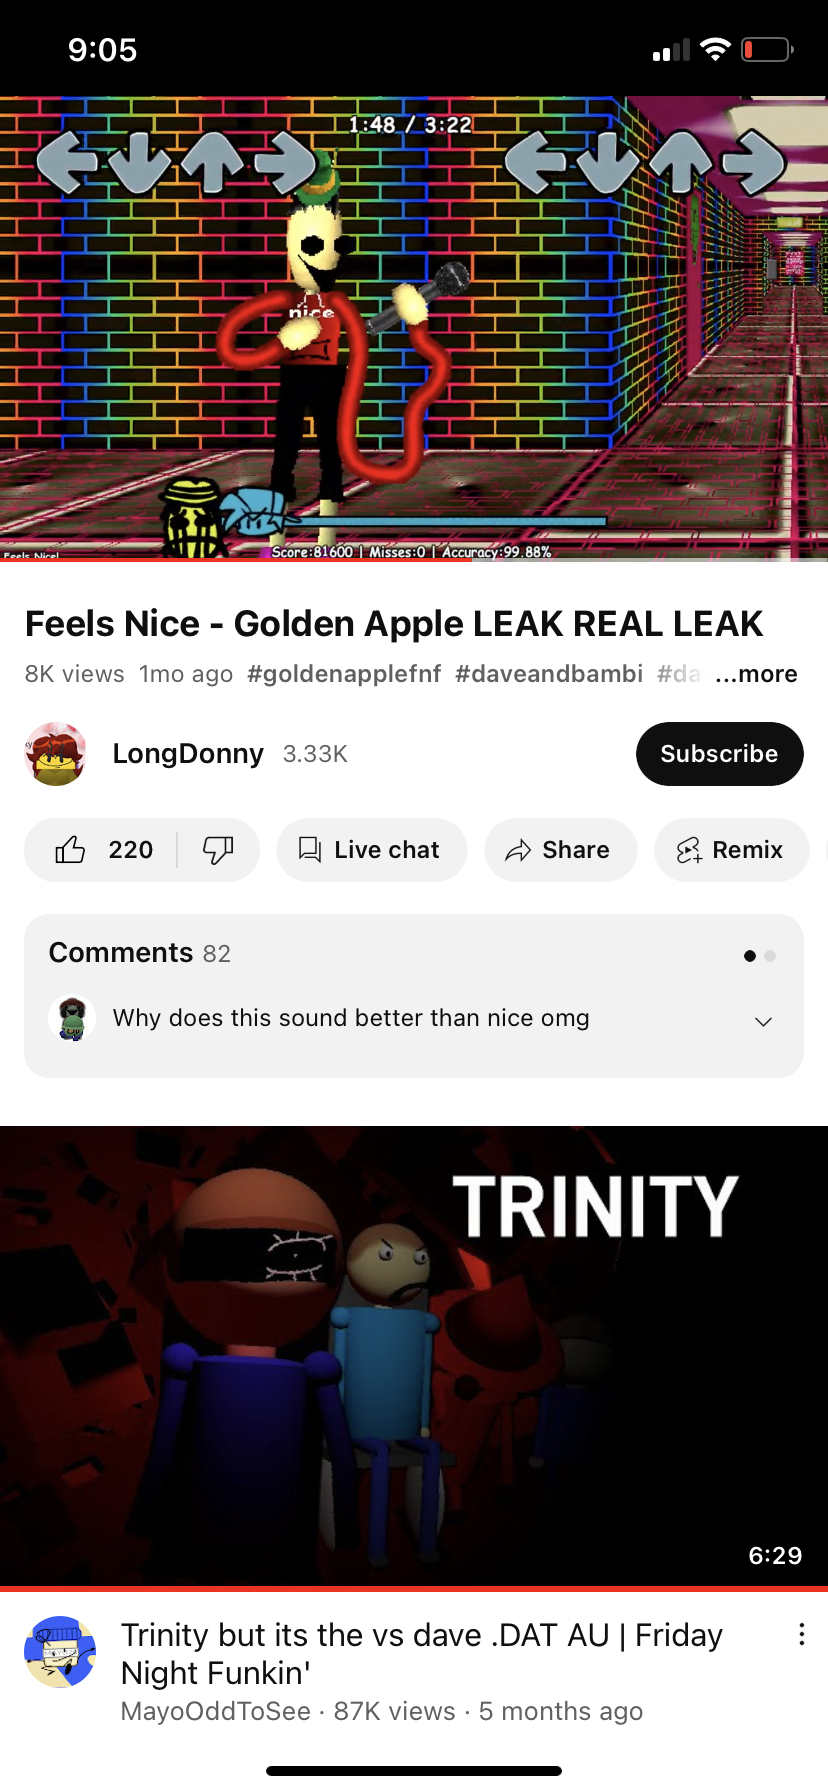 9:05
1:48 / 3:22
nice
Score:81600 | Misses:0 | Accuracy:99.88%
Feels Nice!
Feels Nice - Golden Apple LEAK REAL LEAK
8K views 1mo ago #goldenapplefnf #daveandbambi #da ...more
LongDonny 3.33K
Subscribe
220
Live chat
Share
Remix
Comments 82
Why does this sound better than nice omg
TRINITY
6:29
Trinity but its the vs dave .DAT AU | Friday
Night Funkin'
MayoOddToSee · 87K views · 5 months ago